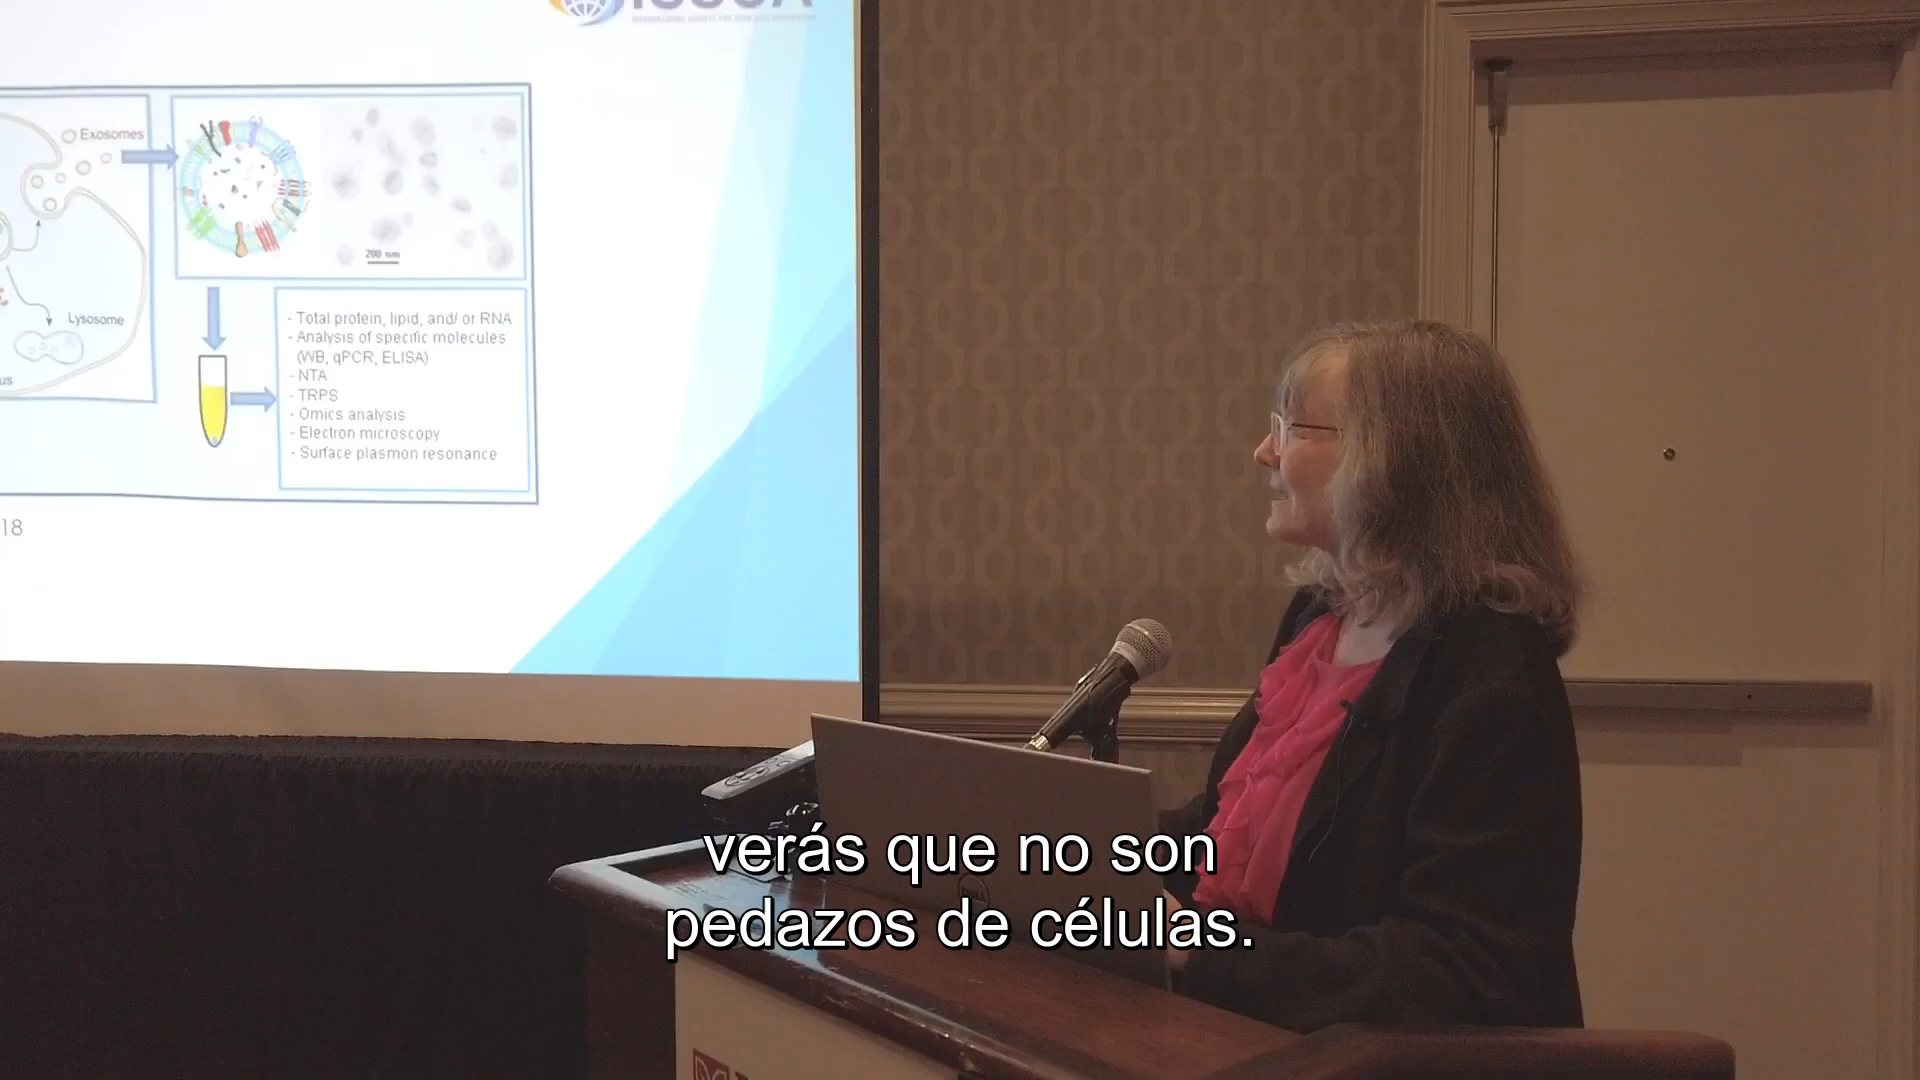 Exosomes
200 nm
Lysosome
- Total protein, lipid, and/ or RNA
- Analysis of specific molecules
(WB, qPCR, ELISA)
- NTA
- TRPS
- Omics analysis
- Electron microscopy
- Surface plasmon resonance
18
DELL
verás que no son
pedazos de células.